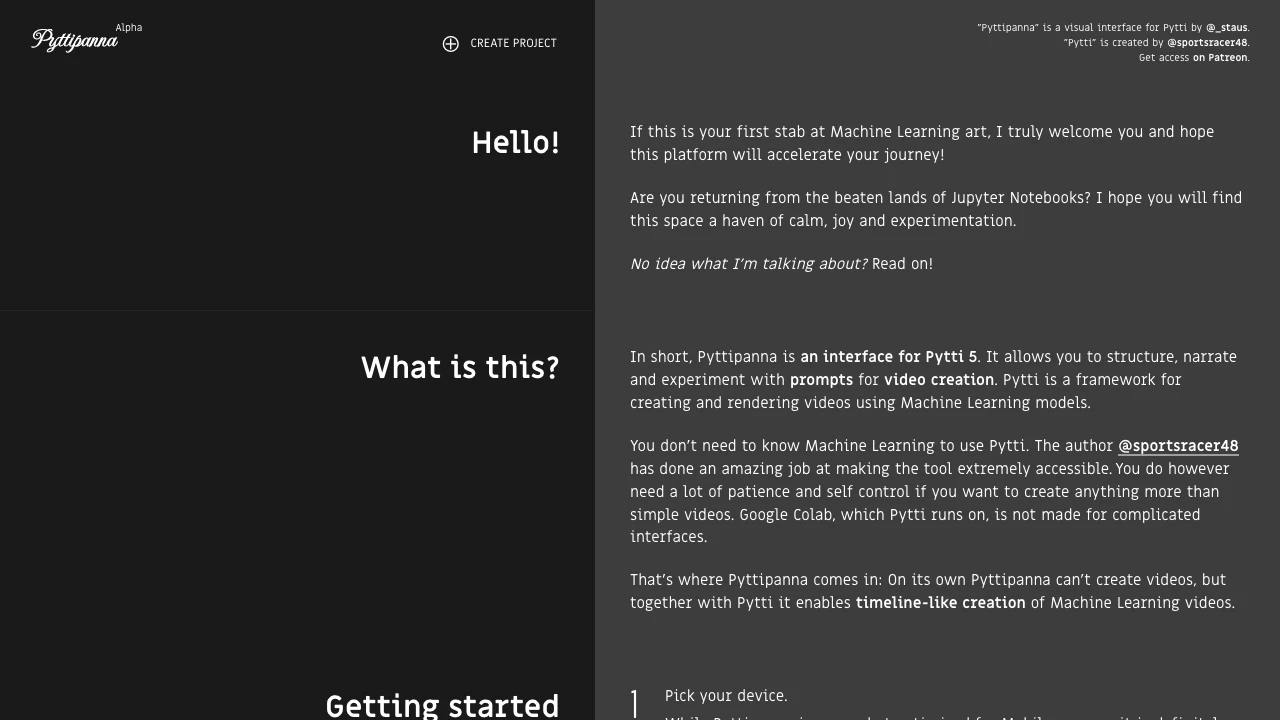 Pyttipanna
Alpha
CREATE PROJECT
"Pyttipanna" is a visual interface for Pytti by @_staus.
"Pytti" is created by @sportsracer48.
Get access on Patreon.
Hello!
If this is your first stab at Machine Learning art, I truly welcome you and hope
this platform will accelerate your journey!
Are you returning from the beaten lands of Jupyter Notebooks? I hope you will find
this space a haven of calm, joy and experimentation.
No idea what I'm talking about? Read on!
What is this?
In short, Pyttipanna is an interface for Pytti 5. It allows you to structure, narrate
and experiment with prompts for video creation. Pytti is a framework for
creating and rendering videos using Machine Learning models.
You don't need to know Machine Learning to use Pytti. The author @sportsracer48
has done an amazing job at making the tool extremely accessible. You do however
need a lot of patience and self control if you want to create anything more than
simple videos. Google Colab, which Pytti runs on, is not made for complicated
interfaces.
That's where Pyttipanna comes in: On its own Pyttipanna can't create videos, but
together with Pytti it enables timeline-like creation of Machine Learning videos.
Getting started
1 Pick your device.